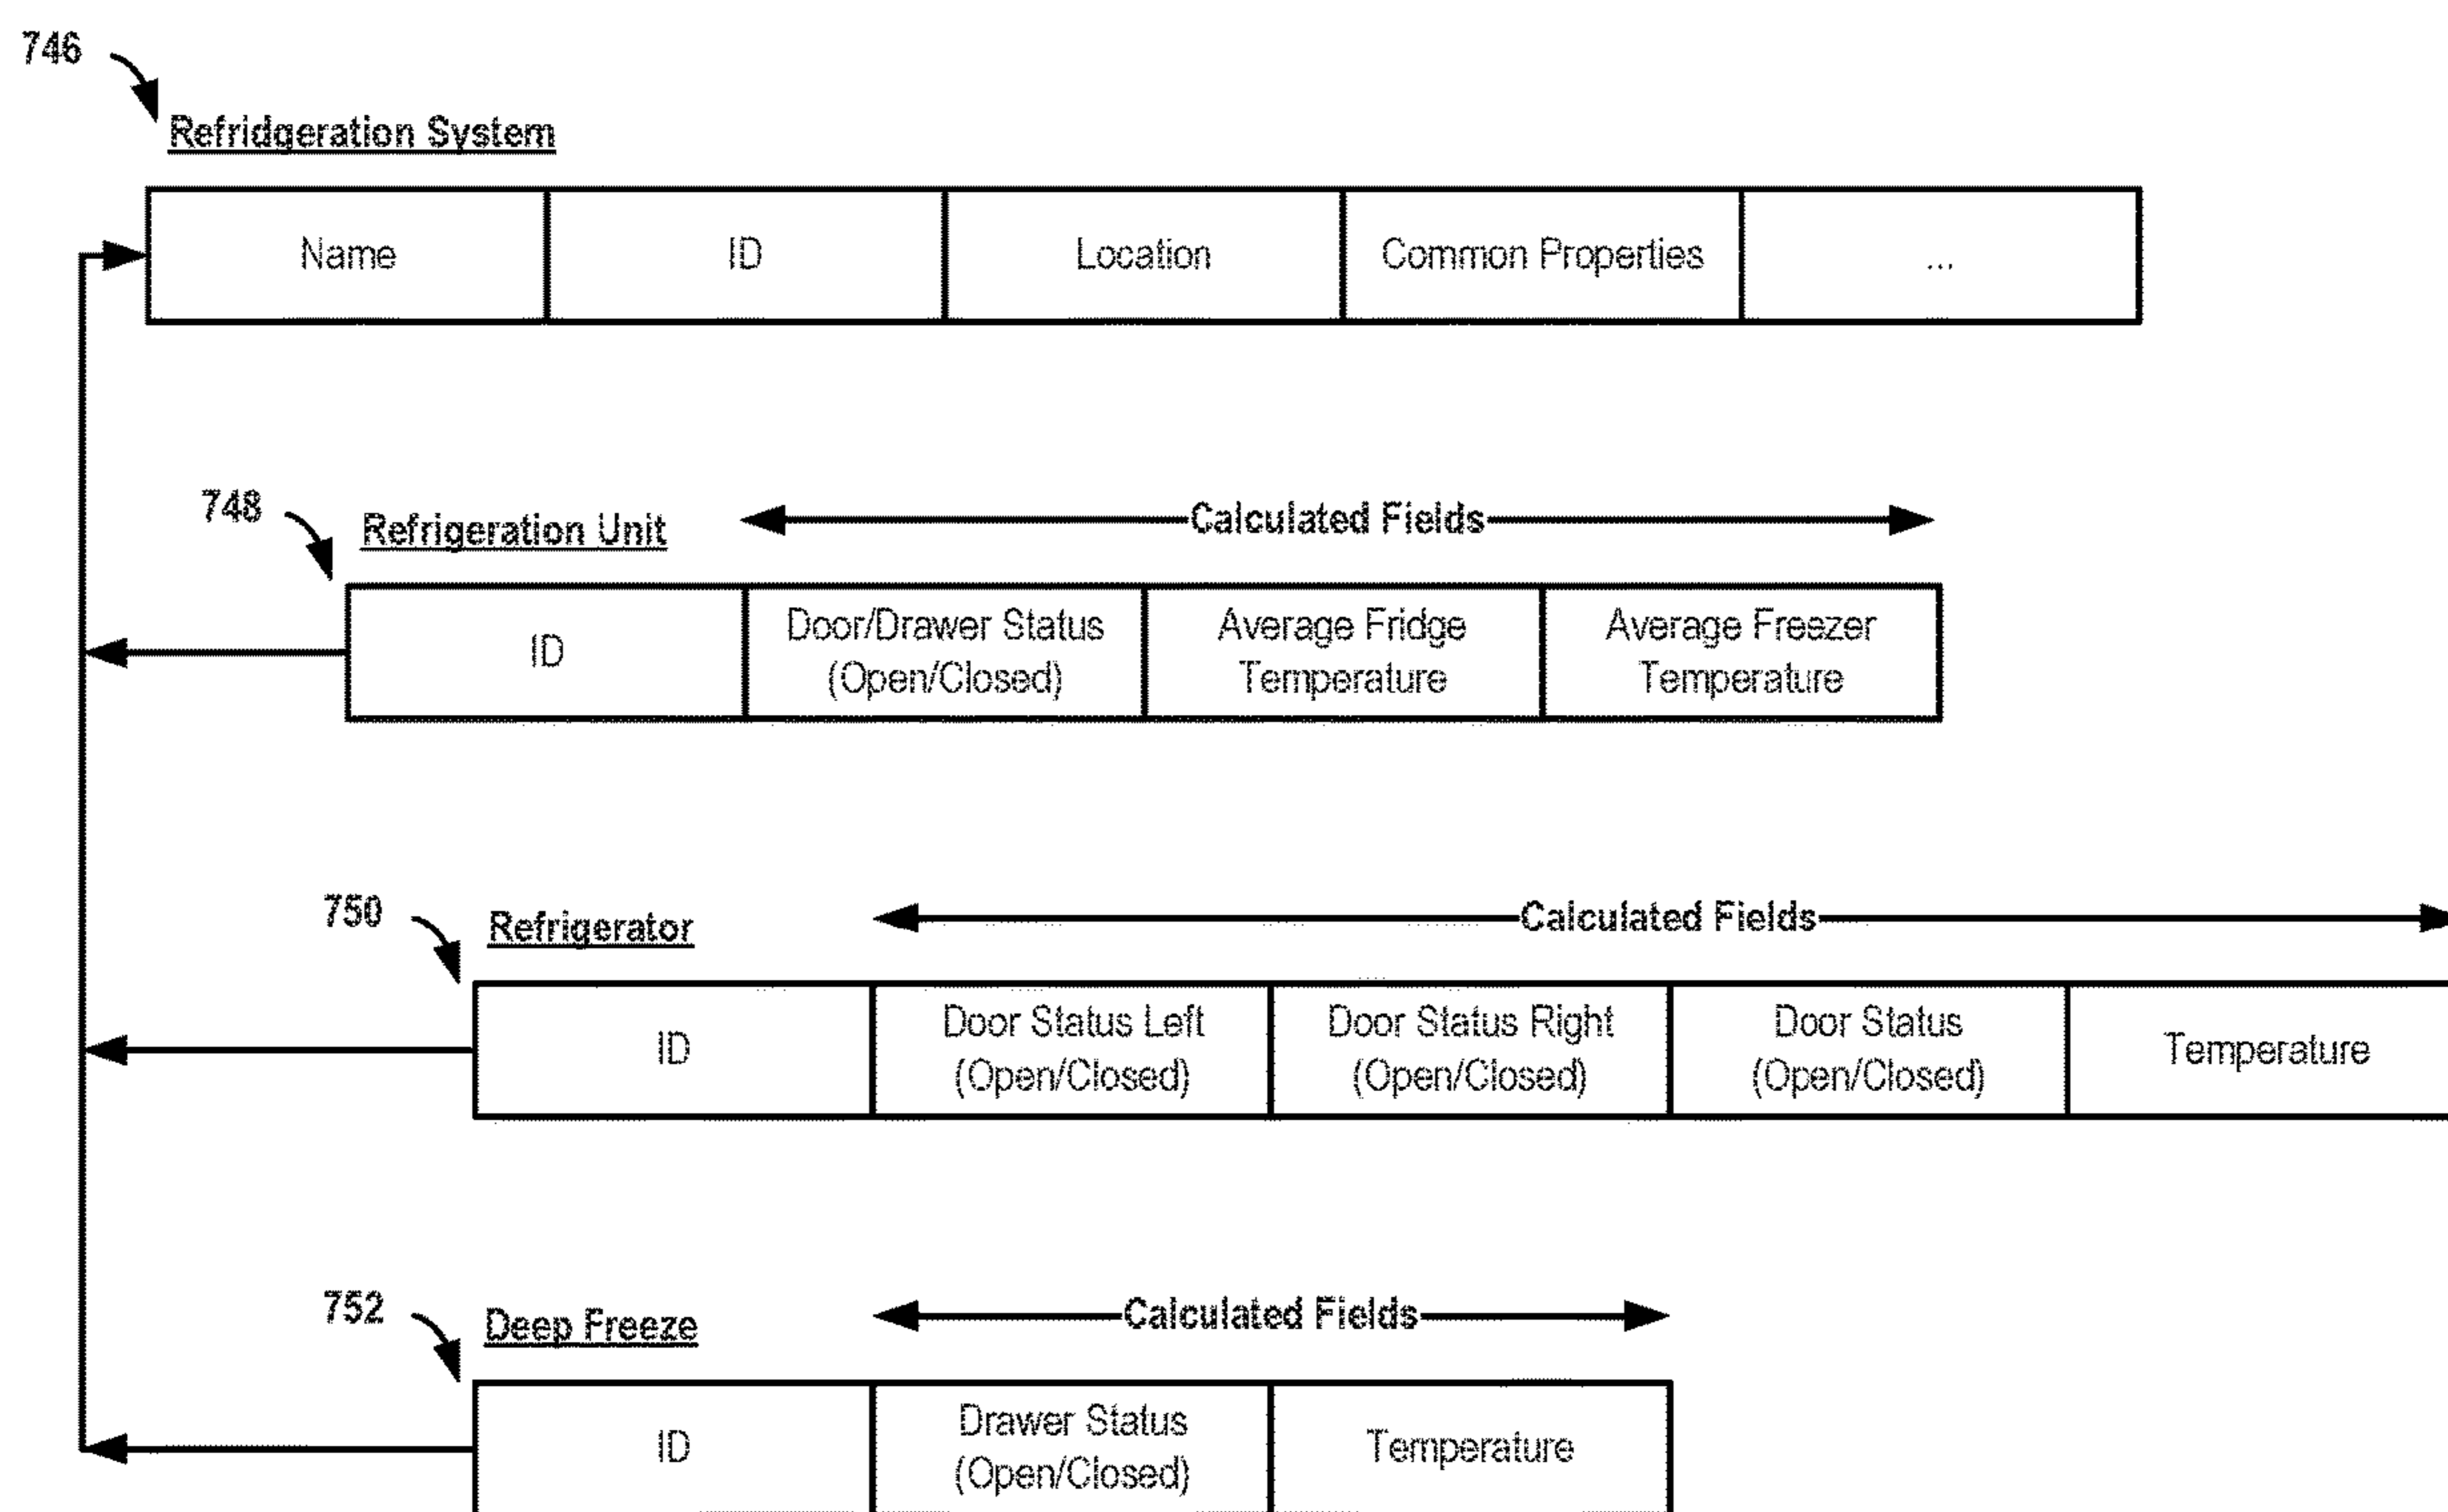 746
Refridgeration System
Name
ID
Location
Common Properties
...
748
Refrigeration Unit
Calculated Fields
ID
Door/Drawer Status
(Open/Closed)
Average Fridge
Temperature
Average Freezer
Temperature
750
Refrigerator
Calculated Fields
ID
Door Status Left
(Open/Closed)
Door Status Right
(Open/Closed)
Door Status
(Open/Closed)
Temperature
752
Deep Freeze
Calculated Fields
ID
Drawer Status
(Open/Closed)
Temperature